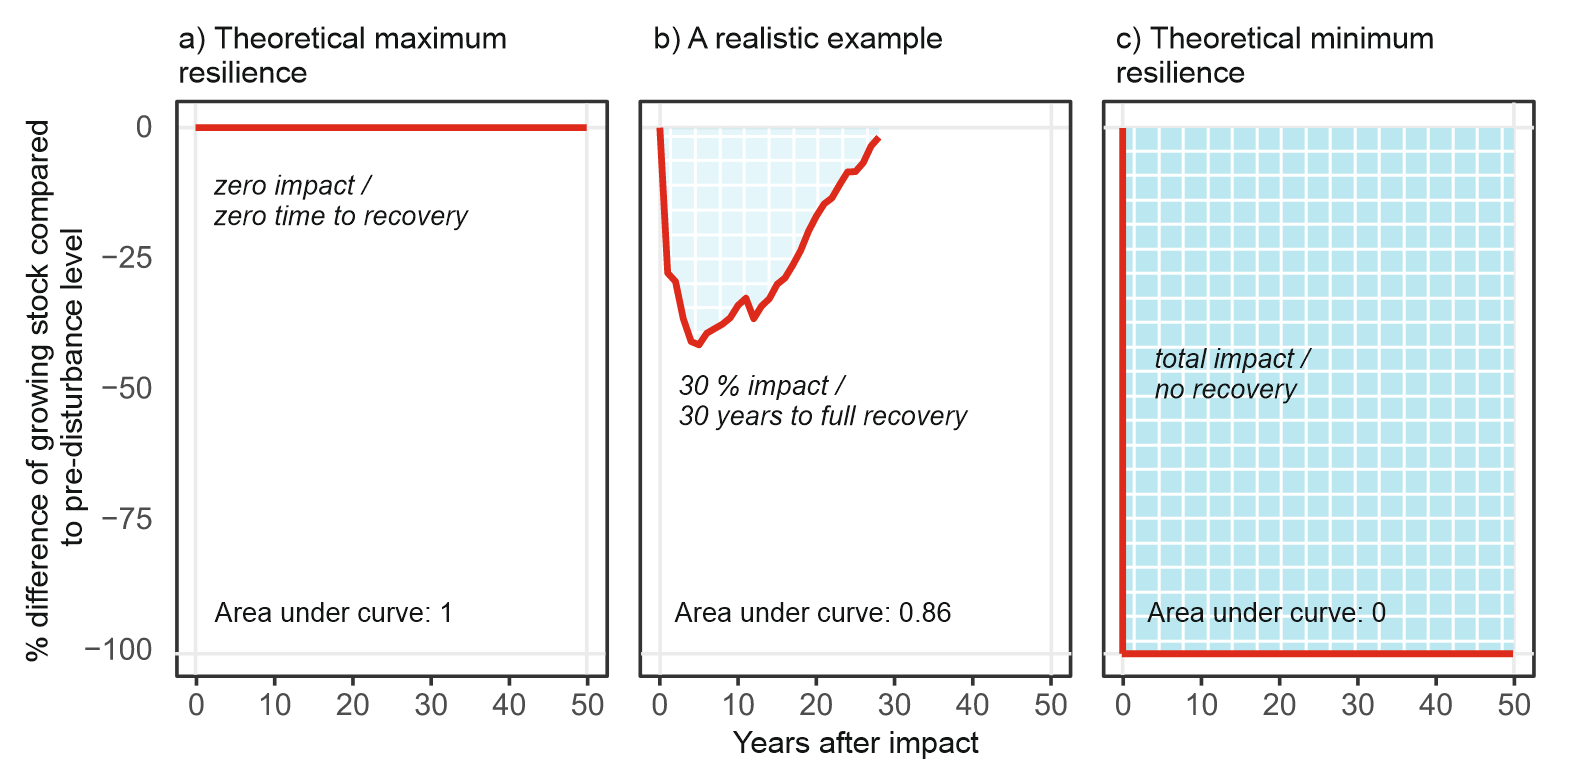 a) Theoretical maximum
resilience
b) A realistic example
c) Theoretical minimum
resilience
% difference of growing stock compared
to pre-disturbance level
0
−25
−50
−75
−100
zero impact /
zero time to recovery
Area under curve: 1
0 10 20 30 40 50
30 % impact /
30 years to full recovery
Area under curve: 0.86
0 10 20 30 40 50
total impact /
no recovery
Area under curve: 0
0 10 20 30 40 50
Years after impact